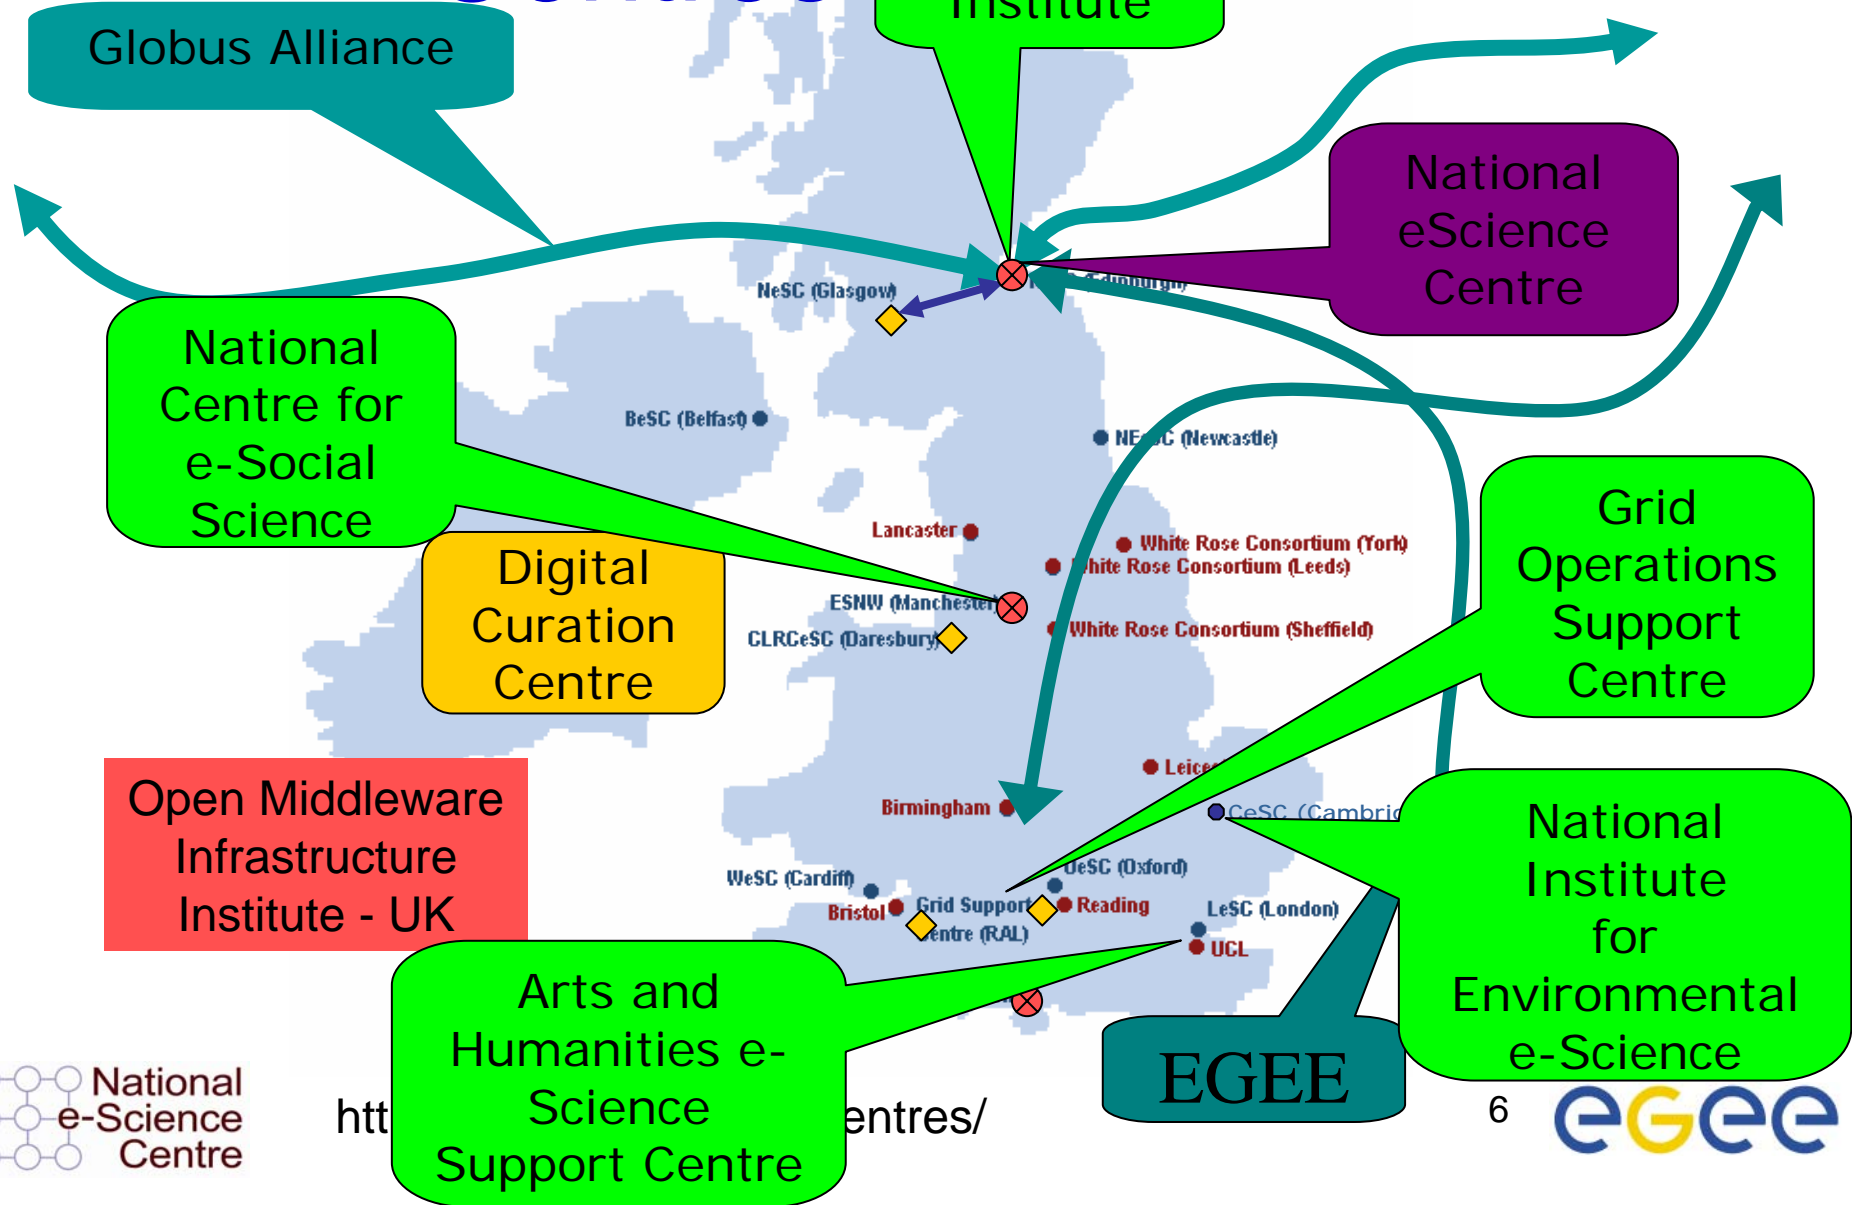 Institute
Globus Alliance
National
eScience
Centre
NeSC (Glasgow)
National
Centre for
e-Social
Science
BeSC (Belfast)
(Newcastle)
Grid
Operations
Support
Centre
Lancaster
White Rose Consortium (York)
White Rose Consortium (Leeds)
Digital
Curation
Centre
ESNW (Manchester)
CLRCeSC (Daresbury)
White Rose Consortium (Sheffield)
Open Middleware
Infrastructure
Institute - UK
Birmingham
CeSC
National
Institute
for
Environmental
e-Science
WeSC (Cardiff)
OeSC (Oxford)
Bristol
Grid Support
Centre (RAL)
Reading
LeSC (London)
UCL
Arts and
Humanities e-
Science
Support Centre
EGEE
National
e-Science
Centre
htt
entres/
6
egee